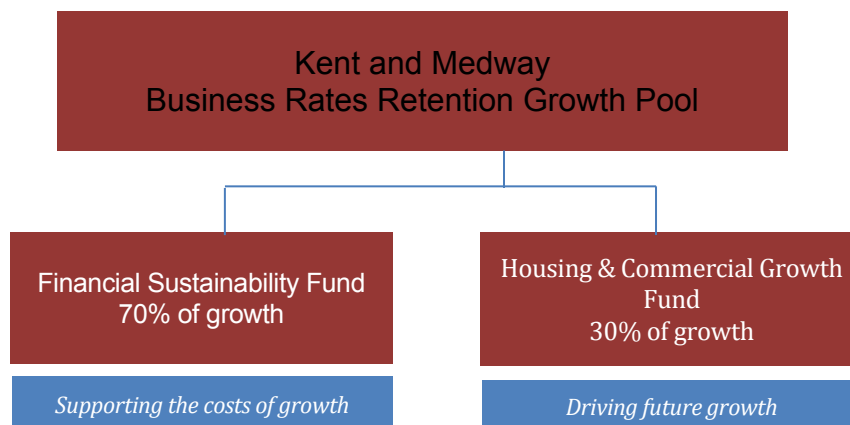 Kent and Medway
Business Rates Retention Growth Pool
Financial Sustainability Fund
70% of growth
Supporting the costs of growth
Housing & Commercial Growth
Fund
30% of growth
Driving future growth